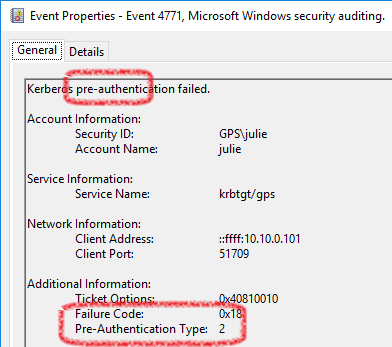 Event Properties - Event 4771, Microsoft Windows security auditing.
General Details
Kerberos pre-authentication failed.
Account Information:
Security ID: GPS\julie
Account Name: julie
Service Information:
Service Name: krbtgt/gps
Network Information:
Client Address: ::ffff:10.10.0.101
Client Port: 51709
Additional Information:
Ticket Options: 0x40810010
Failure Code: 0x18
Pre-Authentication Type: 2